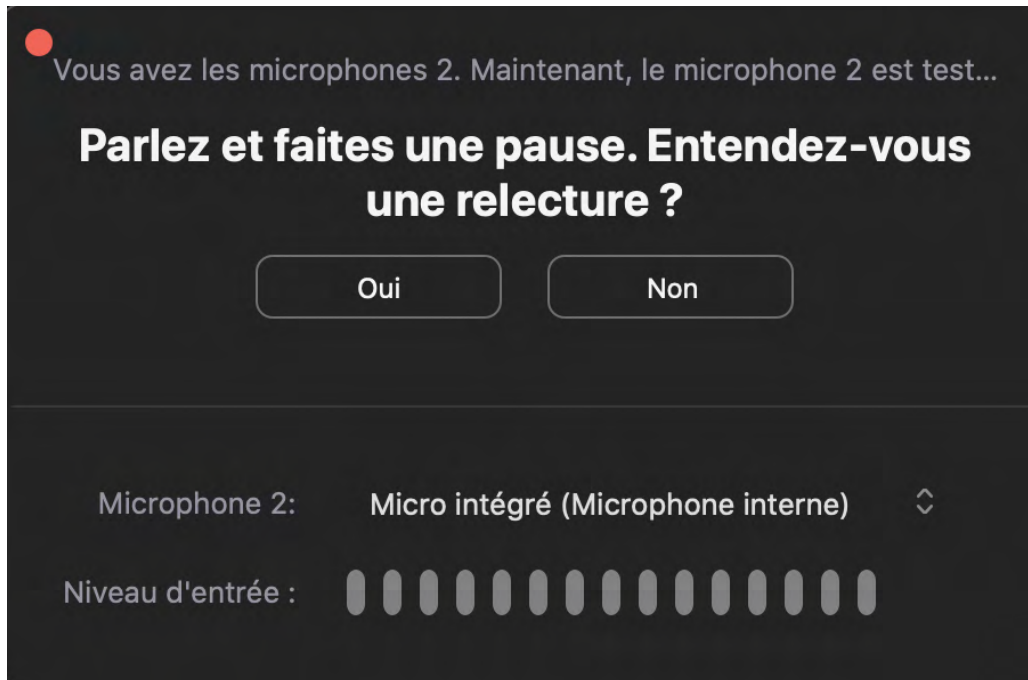 Vous avez les microphones 2. Maintenant, le microphone 2 est test...
Parlez et faites une pause. Entendez-vous
une relecture ?
Oui Non
Microphone 2: Micro intégré (Microphone interne)
Niveau d'entrée :